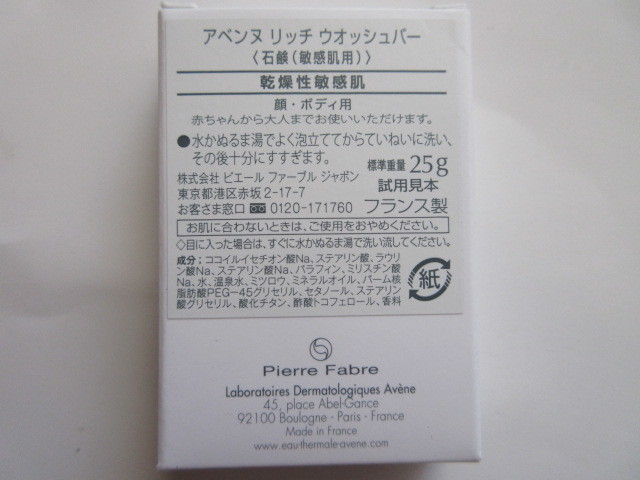 アベンヌ リッチ ウオッシュバー
〈石鹸(敏感肌用)〉
乾燥性敏感肌
顔・ボディ用
赤ちゃんから大人までお使いいただけます。
●水かぬるま湯でよく泡立ててからていねいに洗い、
その後十分にすすぎます。
標準重量 25g
株式会社 ピエール ファーブル ジャポン
東京都港区赤坂2-17-7
試用見本
お客さま窓口 0120-171760
フランス製
お肌に合わないときは、ご使用をおやめください。
◇目に入った場合は、すぐに水かぬるま湯で洗い流してください。
成分:ココイルイセチオン酸Na、ステアリン酸、ラウリ
ン酸Na、ステアリン酸Na、パラフィン、ミリスチン酸
Na、水、温泉水、ミツロウ、ミネラルオイル、パーム核
脂肪酸PEG-45グリセリル、セタノール、ステアリン
酸グリセリル、酸化チタン、酢酸トコフェロール、香料
紙
Pierre Fabre
Laboratoires Dermatologiques Avène
45, place Abel-Gance
92100 Boulogne - Paris - France
Made in France
www.eau-thermale-avene.com